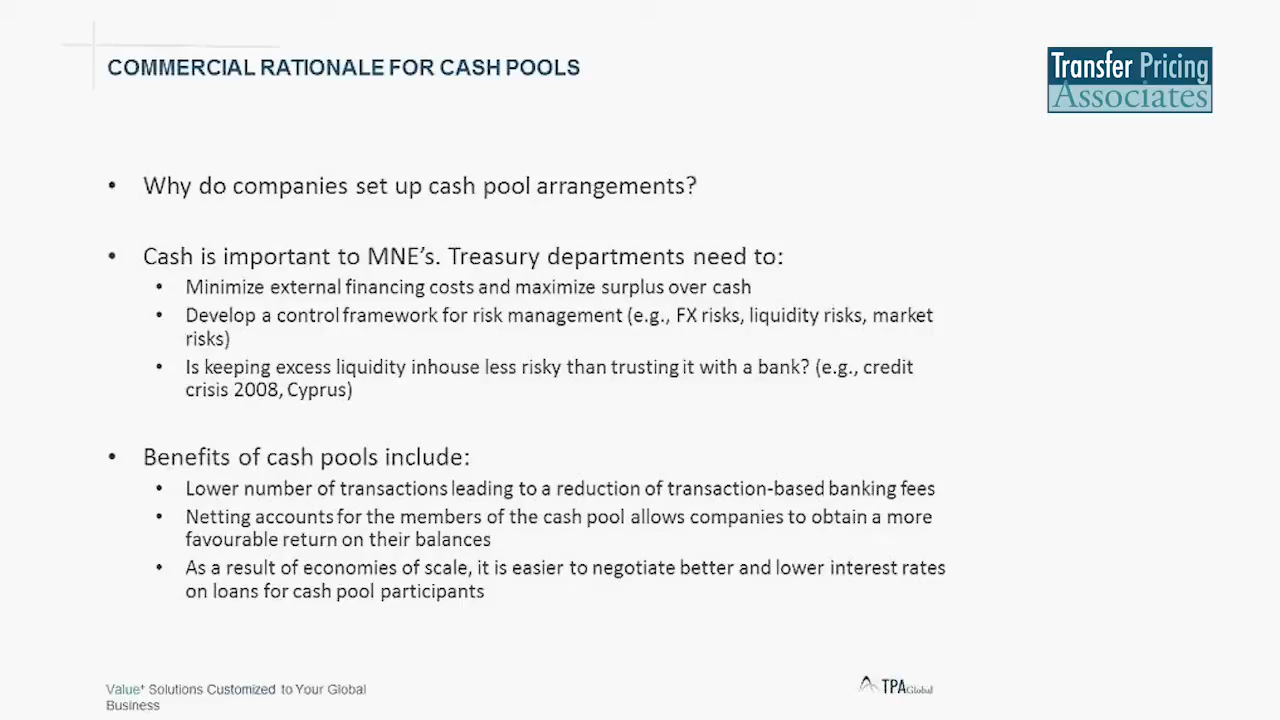 COMMERCIAL RATIONALE FOR CASH POOLS
Transfer Pricing
Associates
• Why do companies set up cash pool arrangements?
• Cash is important to MNE’s. Treasury departments need to:
• Minimize external financing costs and maximize surplus over cash
• Develop a control framework for risk management (e.g., FX risks, liquidity risks, market
risks)
• Is keeping excess liquidity inhouse less risky than trusting it with a bank? (e.g., credit
crisis 2008, Cyprus)
• Benefits of cash pools include:
• Lower number of transactions leading to a reduction of transaction-based banking fees
• Netting accounts for the members of the cash pool allows companies to obtain a more
favourable return on their balances
• As a result of economies of scale, it is easier to negotiate better and lower interest rates
on loans for cash pool participants
Value⁺ Solutions Customized to Your Global
Business
TPA Global